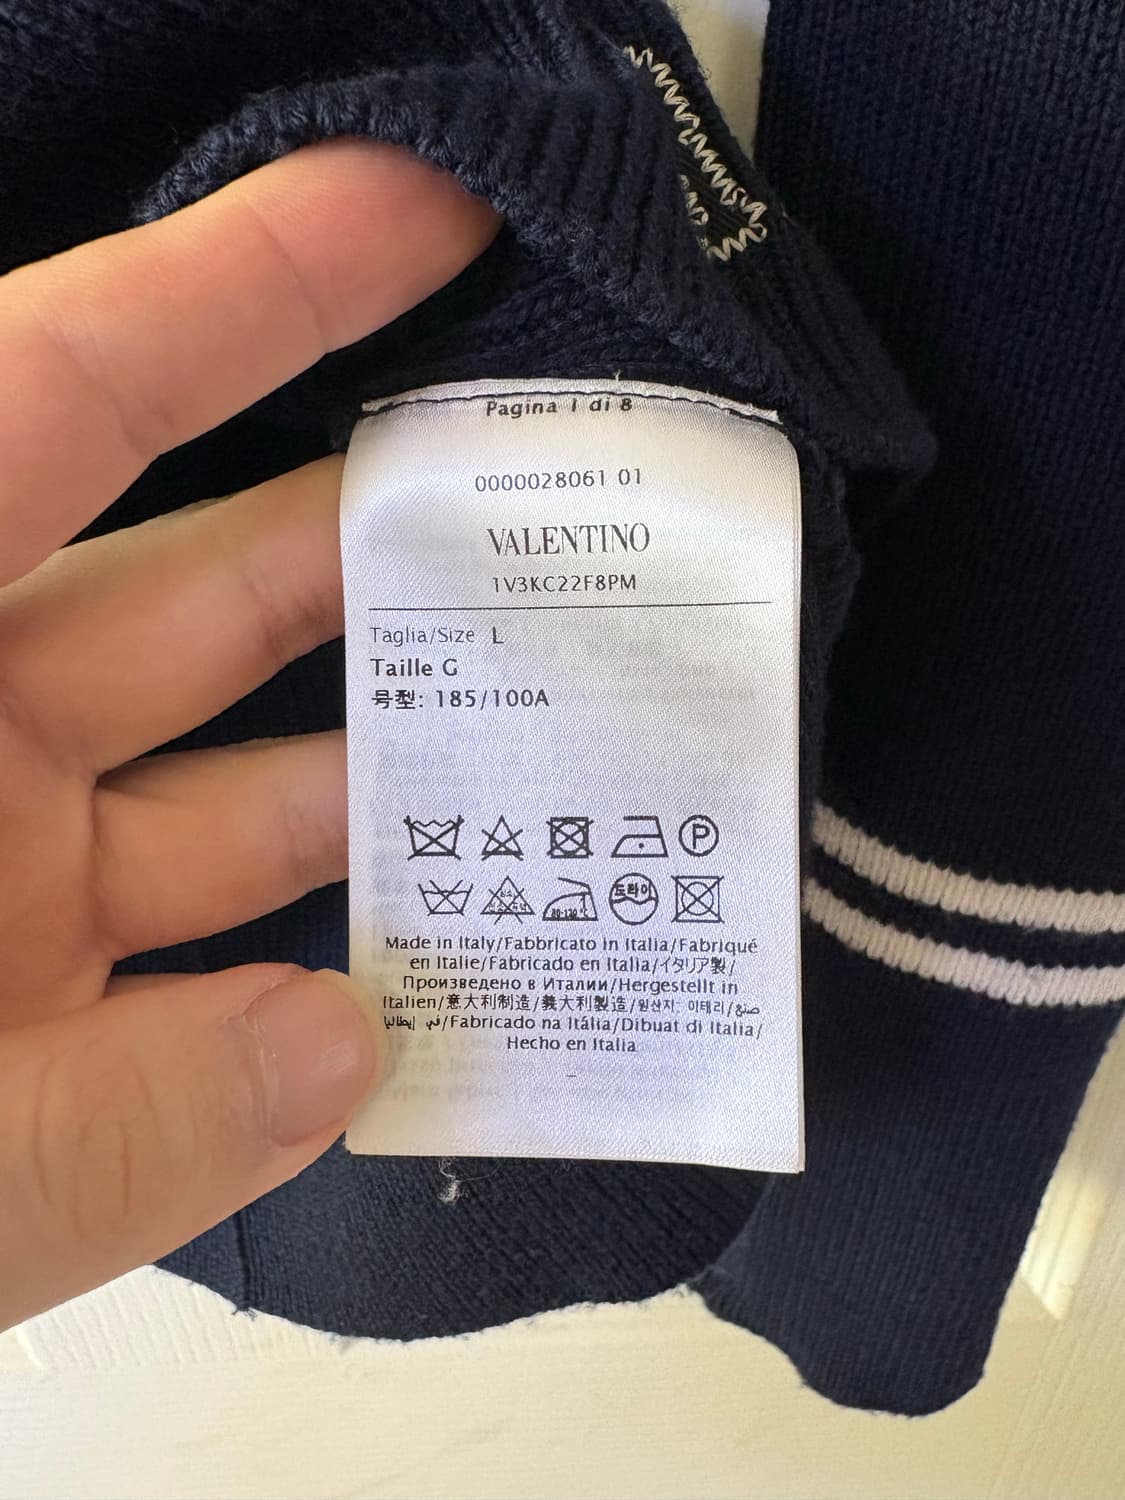 Pagina 1 di 8
0000028061 01
VALENTINO
1V3KC22F8PM
Taglia/Size L
Taille G
号型: 185/100A
P
드라이
80-120°C
Made in Italy/Fabbricato in Italia/Fabriqué
en Italie/Fabricado en Italia/イタリア製/
Произведено в Италии/Hergestellt in
Italien/意大利制造/義大利製造/원산지: 이태리/صنع
في إيطاليا/Fabricado na Itália/Dibuat di Italia/
Hecho en Italia